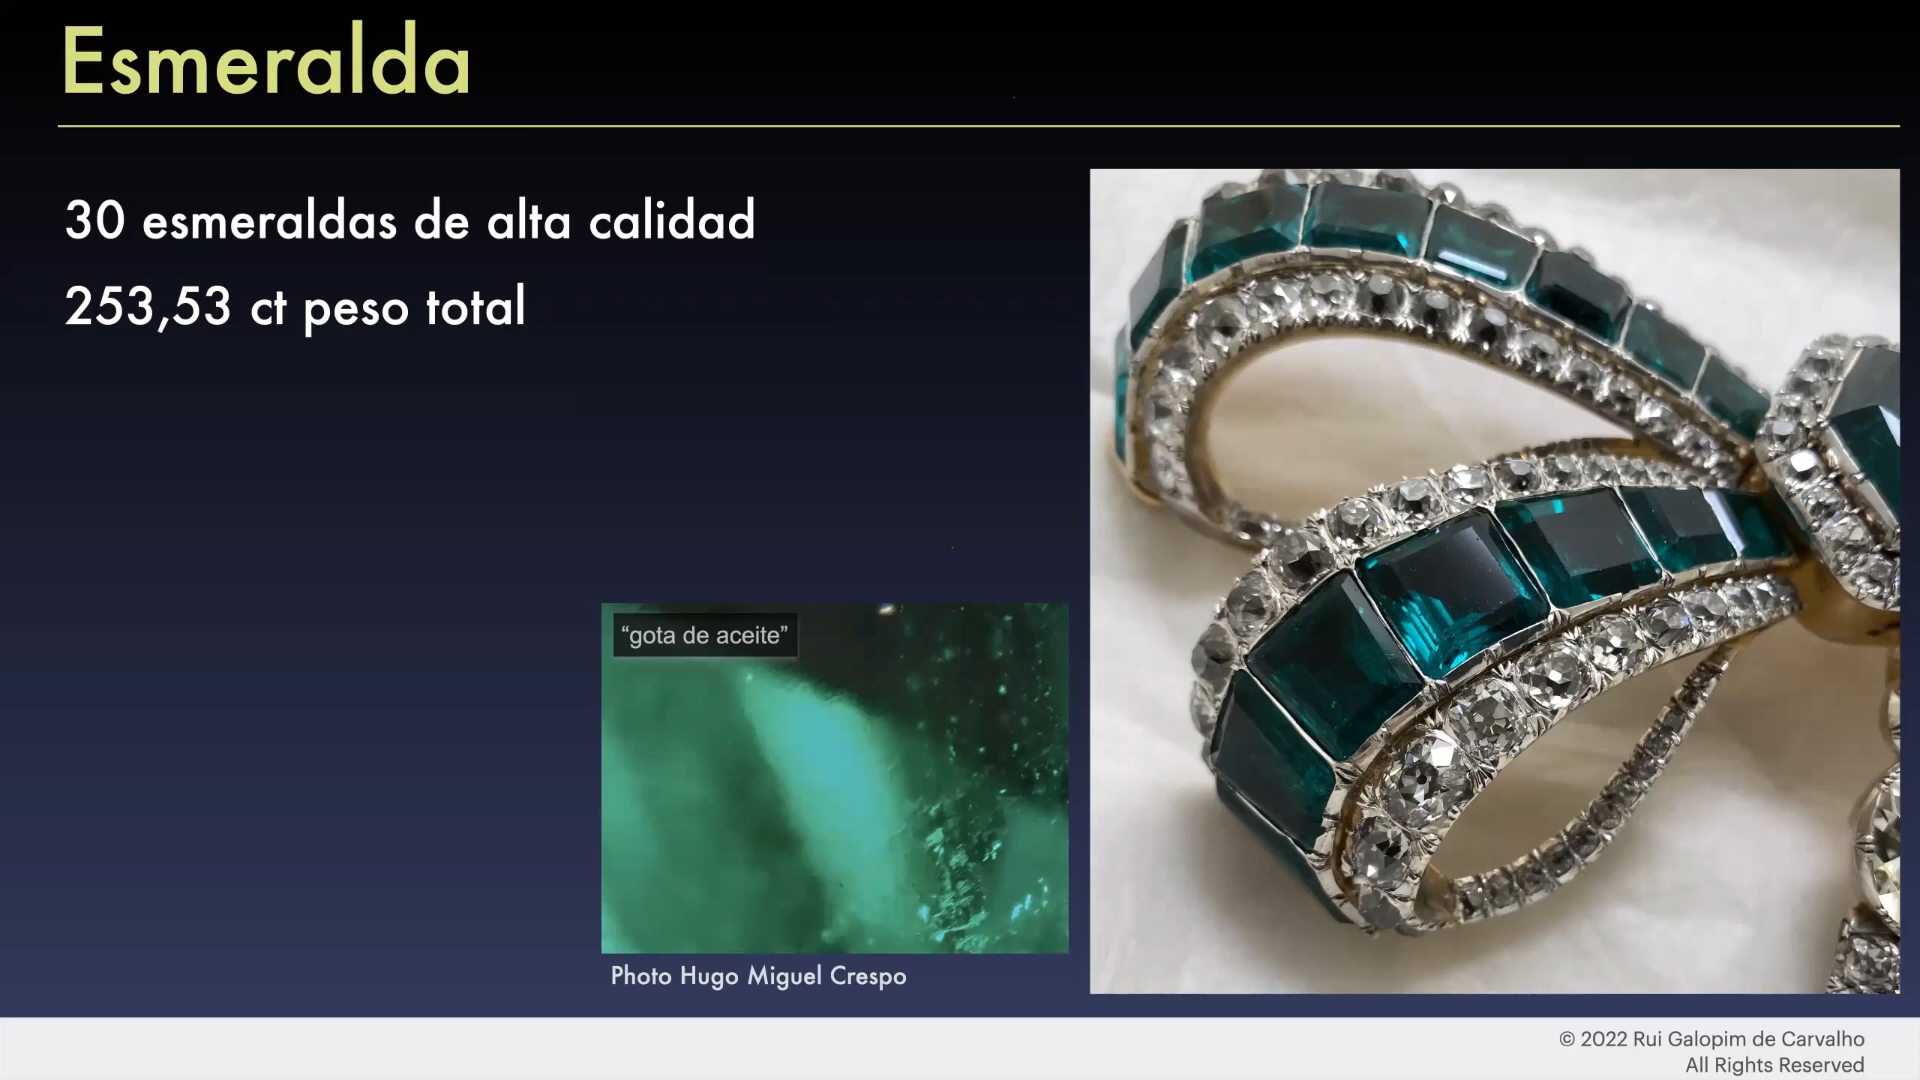 Esmeralda
30 esmeraldas de alta calidad
253,53 ct peso total
“gota de aceite”
Photo Hugo Miguel Crespo
© 2022 Rui Galopim de Carvalho
All Rights Reserved